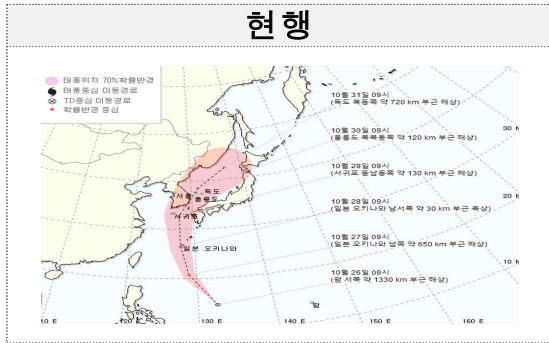 현행
태풍위치 70%확률반경
태풍중심 이동경로
TD중심 이동경로
확률반경 중심
10월 31일 09시
(독도 북동쪽 약 720 km 부근 해상)
10월 30일 09시
(울릉도 북북동쪽 약 120 km 부근 해상)
30 N
10월 29일 09시
(서귀포 동남동쪽 약 130 km 부근 해상)
서울
독도
울릉도
서귀포
10월 28일 09시
(일본 오키나와 남서쪽 약 30 km 육상)
20 N
10월 27일 09시
(일본 오키나와 남쪽 약 650 km 부근 해상)
일본 오키나와
10월 26일 09시
(괌 서쪽 약 1330 km 부근 해상)
10 N
괌
10 E
120 E
130 E
140 E
150 E
160 E